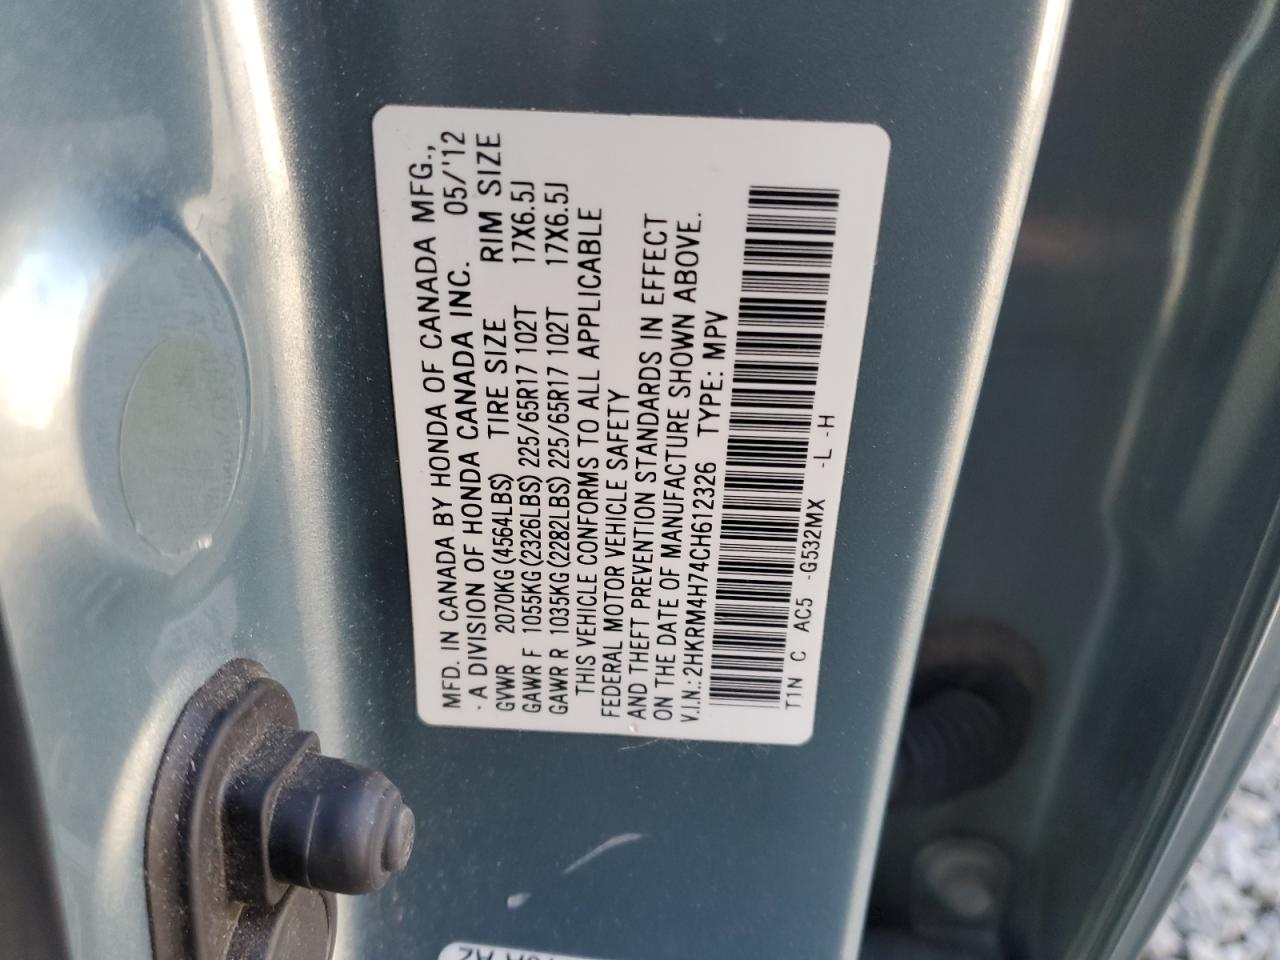 MFD. IN CANADA BY HONDA OF CANADA MFG.,
- A DIVISION OF HONDA CANADA INC. 05/'12
GVWR 2070KG(4564LBS) TIRE SIZE RIM SIZE
GAWR F 1055KG(2326LBS) 225/65R17 102T 17X6.5J
GAWR R 1035KG(2282LBS) 225/65R17 102T 17X6.5J
THIS VEHICLE CONFORMS TO ALL APPLICABLE
FEDERAL MOTOR VEHICLE SAFETY
AND THEFT PREVENTION STANDARDS IN EFFECT
ON THE DATE OF MANUFACTURE SHOWN ABOVE.
V.I.N.: 2HKRM4H74CH612326 TYPE: MPV
T1N T C AC5 -G532MX -L -H